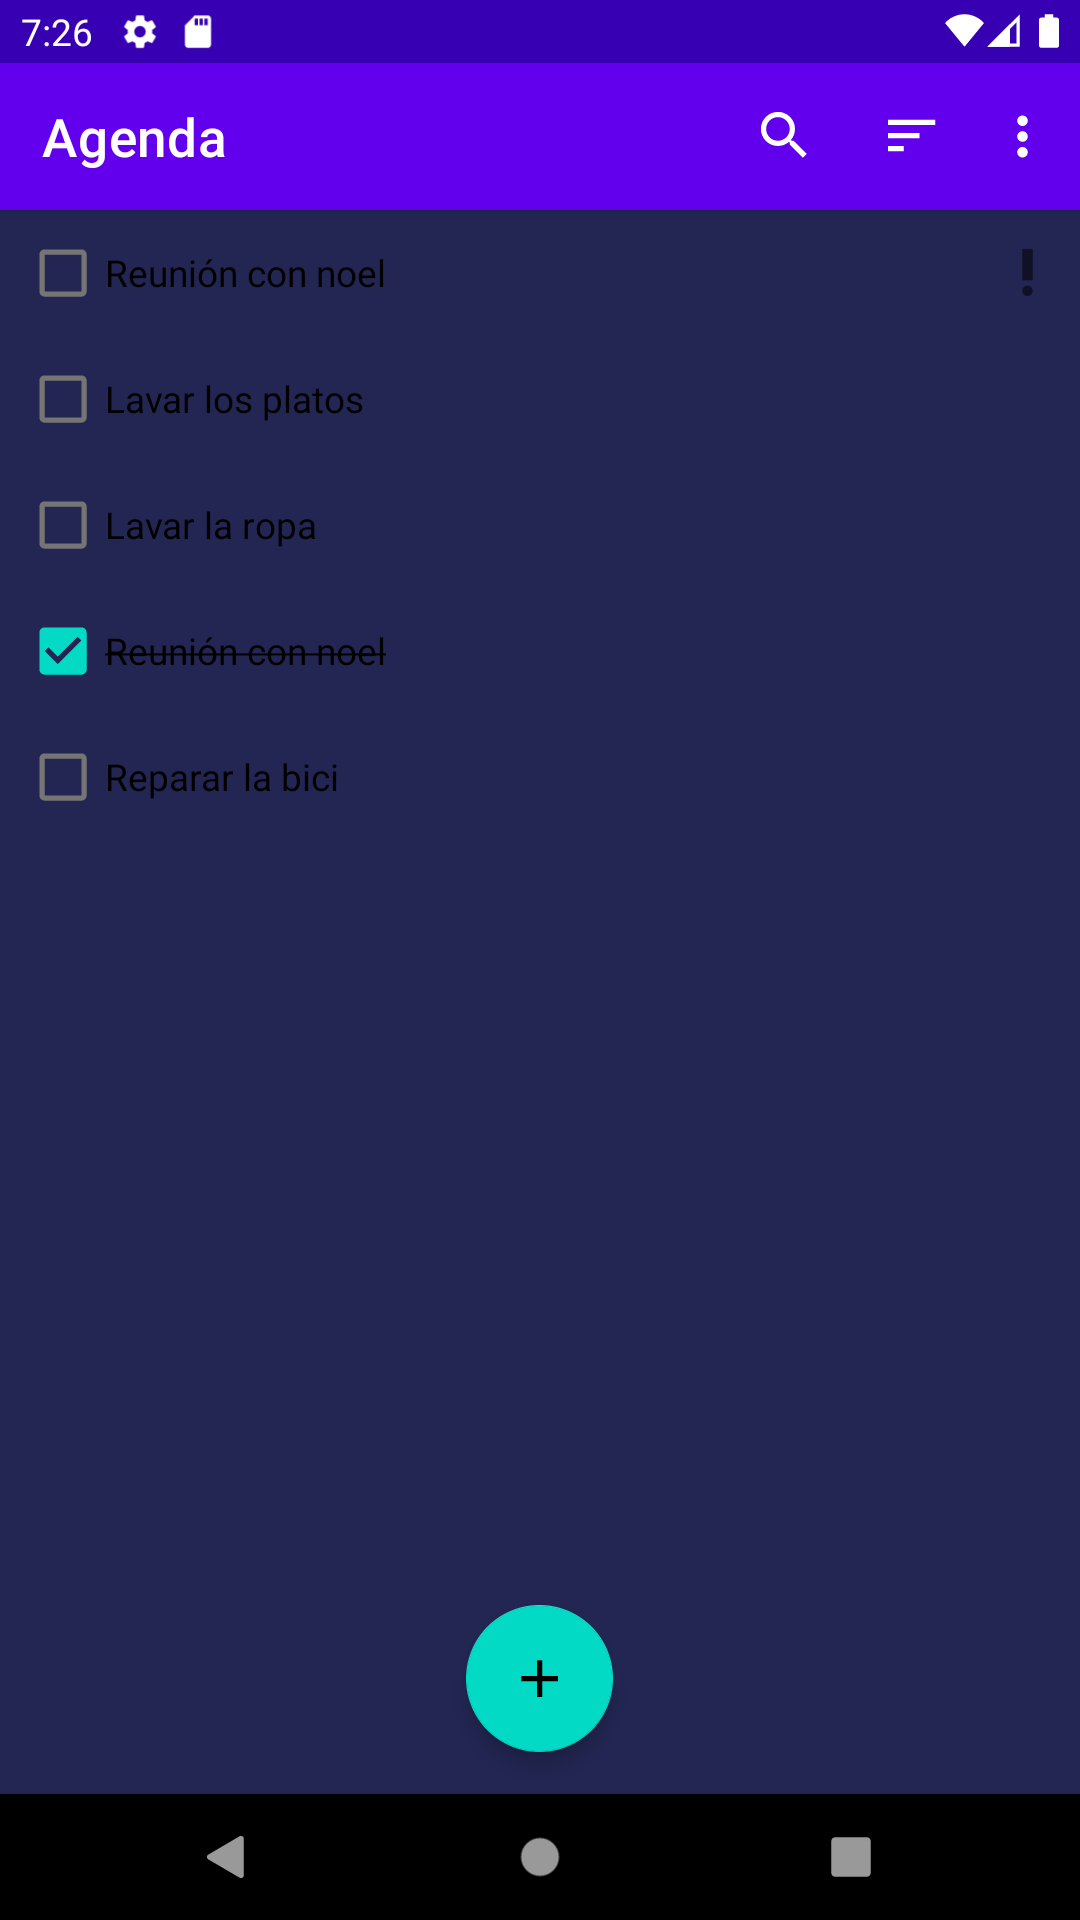 7:26
Agenda
Reunión con noel
Lavar los platos
Lavar la ropa
Reunión con noel
Reparar la bici